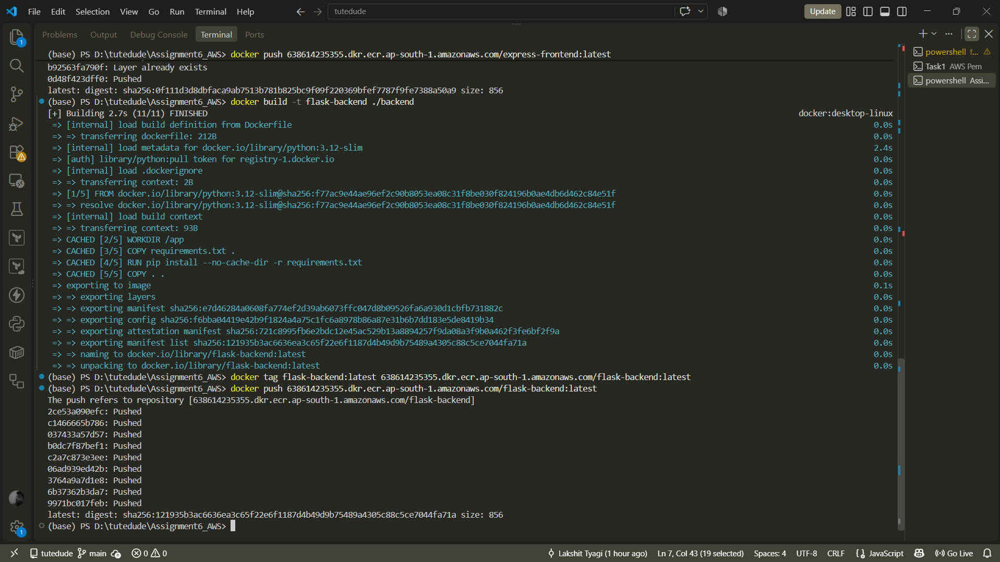 File Edit Selection View Go Run Terminal Help
tutedude
Update
Problems Output Debug Console Terminal Ports
(base) PS D:\tutedude\Assignment6_AWS> docker push 638614235355.dkr.ecr.ap-south-1.amazonaws.com/express-frontend:latest
b92563fa790f: Layer already exists
0d48f423dff0: Pushed
latest: digest: sha256:0f111d3d8dbfaca9ab7513b781b825bc9f09f220369bfef7787f9fe7388a50a9 size: 856
(base) PS D:\tutedude\Assignment6_AWS> docker build -t flask-backend ./backend
[+] Building 2.7s (11/11) FINISHED docker:desktop-linux
=> [internal] load build definition from Dockerfile 0.0s
=> => transferring dockerfile: 212B 0.0s
=> [internal] load metadata for docker.io/library/python:3.12-slim 2.4s
=> [auth] library/python:pull token for registry-1.docker.io 0.0s
=> [internal] load .dockerignore 0.0s
=> => transferring context: 2B 0.0s
=> [1/5] FROM docker.io/library/python:3.12-slim@sha256:f77ac9e44ae96ef2c90b8053ea08c31f8be030f824196b0ae4db6d462c84e51f 0.0s
=> => resolve docker.io/library/python:3.12-slim@sha256:f77ac9e44ae96ef2c90b8053ea08c31f8be030f824196b0ae4db6d462c84e51f 0.0s
=> [internal] load build context 0.0s
=> => transferring context: 93B 0.0s
=> CACHED [2/5] WORKDIR /app 0.0s
=> CACHED [3/5] COPY requirements.txt . 0.0s
=> CACHED [4/5] RUN pip install --no-cache-dir -r requirements.txt 0.0s
=> CACHED [5/5] COPY . . 0.0s
=> exporting to image 0.1s
=> => exporting layers 0.0s
=> => exporting manifest sha256:e7d46284a0608fa774ef2d39ab6073ffc047d8b09526fa6a930d1cbfb731882c 0.0s
=> => exporting config sha256:f6bba04419e42b9f1824a4a75c1fc6a8978b86a87e31b6b7dd183e5de8419b34 0.0s
=> => exporting attestation manifest sha256:721c8995fb6e2bdc12e45ac529b13a8894257f9da08a3f9b0a462f3fe6bf2f9a 0.0s
=> => exporting manifest list sha256:121935b3ac6636ea3c65f22e6f1187d4b49d9b75489a4305c88c5ce7044fa71a 0.0s
=> => naming to docker.io/library/flask-backend:latest 0.0s
=> => unpacking to docker.io/library/flask-backend:latest 0.0s
(base) PS D:\tutedude\Assignment6_AWS> docker tag flask-backend:latest 638614235355.dkr.ecr.ap-south-1.amazonaws.com/flask-backend:latest
(base) PS D:\tutedude\Assignment6_AWS> docker push 638614235355.dkr.ecr.ap-south-1.amazonaws.com/flask-backend:latest
The push refers to repository [638614235355.dkr.ecr.ap-south-1.amazonaws.com/flask-backend]
2ce53a090efc: Pushed
c1466665b786: Pushed
037433a57d57: Pushed
b0dc7f87bef1: Pushed
c2a7c873e3ee: Pushed
06ad939ed42b: Pushed
3764a9a7d1e8: Pushed
6b37362b3da7: Pushed
9971bc017feb: Pushed
latest: digest: sha256:121935b3ac6636ea3c65f22e6f1187d4b49d9b75489a4305c88c5ce7044fa71a size: 856
(base) PS D:\tutedude\Assignment6_AWS>
powershell f...
Task1 AWS Pem
powershell Assi...
1
1
tutedude main 0 0 Lakshit Tyagi (1 hour ago) Ln 7, Col 43 (19 selected) Spaces: 4 UTF-8 CRLF JavaScript Go Live